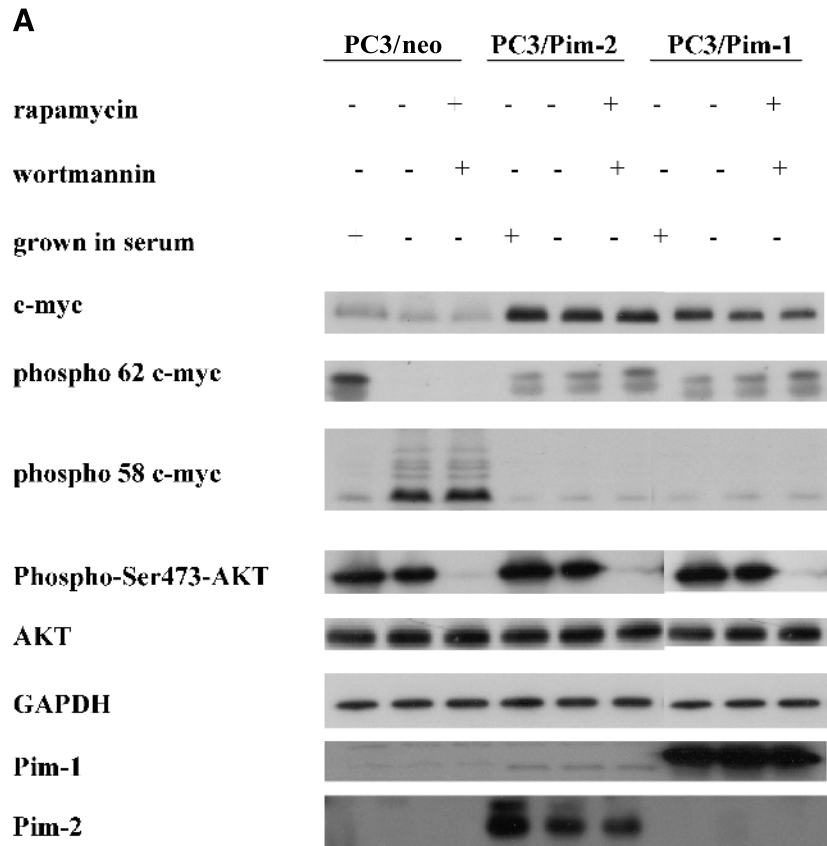 A
PC3/neo PC3/Pim-2 PC3/Pim-1
rapamycin - - + - - + - - +
wortmannin - - + - - + - - +
grown in serum + - - + - - + - -
c-myc
phospho 62 c-myc
phospho 58 c-myc
Phospho-Ser473-AKT
AKT
GAPDH
Pim-1
Pim-2